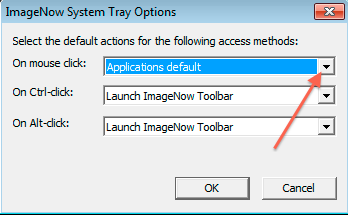 ImageNow System Tray Options
Select the default actions for the following access methods:
On mouse click: Applications default
On Ctrl-click: Launch ImageNow Toolbar
On Alt-click: Launch ImageNow Toolbar
OK Cancel